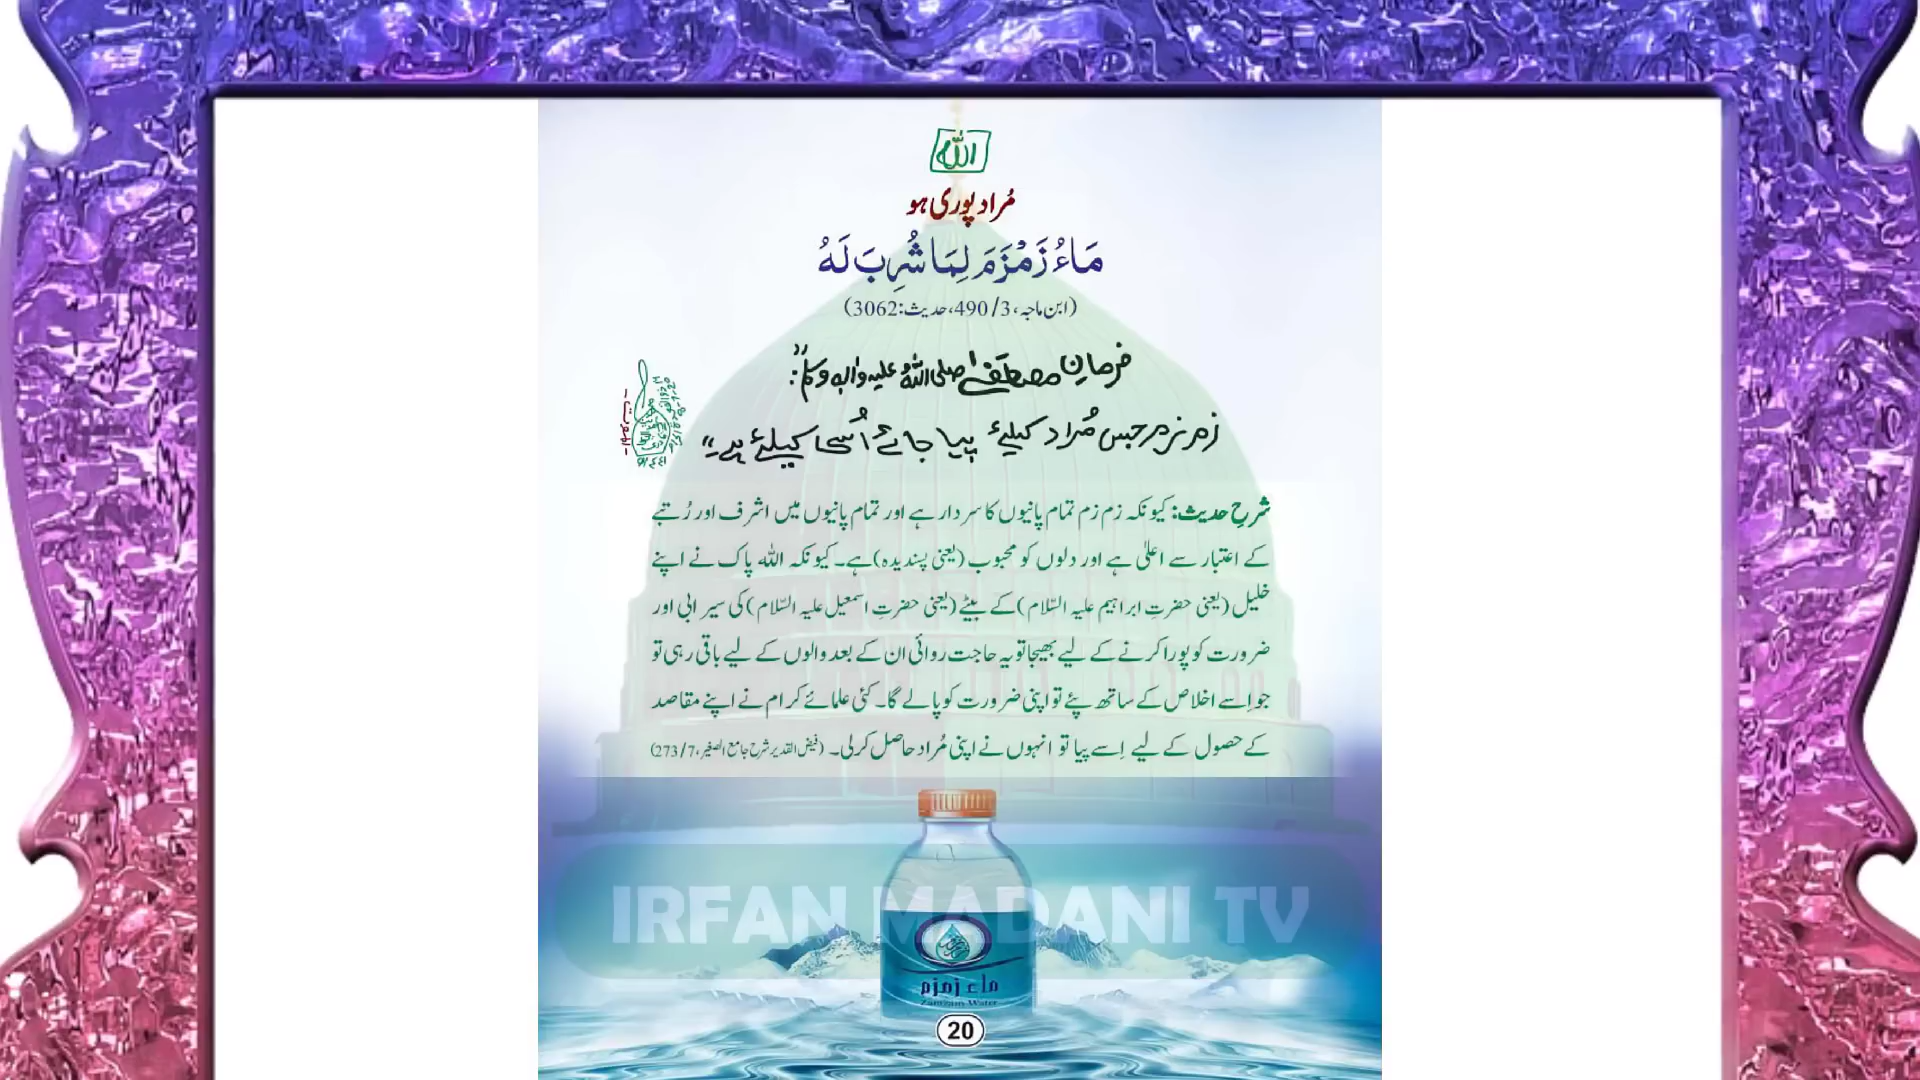 الله
مُراد پوری ہو
مَاءُ زَمْزَمَ لِمَا شُرِبَ لَهُ
(ابن ماجہ، 3/490، حدیث:3062)
فرمانِ مصطفےٰ صلی اللہ علیہ واٰلہ وسلم:
زم زم جس مُراد کیلئے پیا جائے اُسی کیلئے ہے۔"
شرحِ حدیث: کیونکہ زم زم تمام پانیوں کا سردار ہے اور تمام پانیوں میں اشرف اور رُتبے
کے اعتبار سے اعلیٰ ہے اور دلوں کو محبوب (یعنی پسندیدہ) ہے۔ کیونکہ اللہ پاک نے اپنے
خلیل (یعنی حضرتِ ابراہیم علیہ السّلام) کے بیٹے (یعنی حضرتِ اسمٰعیل علیہ السّلام) کی سیرابی اور
ضرورت کو پورا کرنے کے لیے بھیجا تو یہ حاجت روائی ان کے بعد والوں کے لیے باقی رہی تو
جو اِسے اخلاص کے ساتھ پئے تو اپنی ضرورت کو پالے گا۔ کئی علمائے کرام نے اپنے مقاصد
کے حصول کے لیے اِسے پیا تو انہوں نے اپنی مُراد حاصل کرلی۔ (فیض القدیر شرح جامع الصغیر، 7/273)
IRFAN MADANI TV
ماء زمزم
Zamzam Water
20